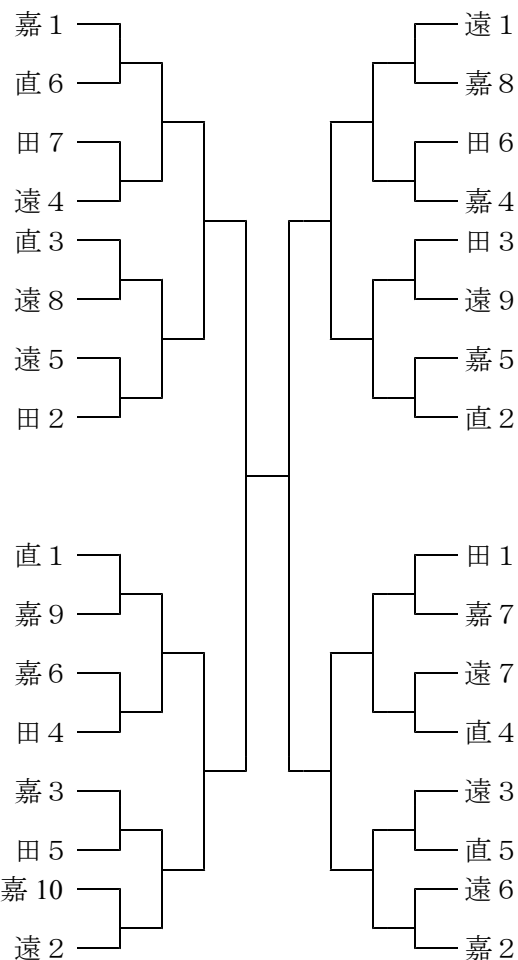 嘉 1
直 6
田 7
遠 4
直 3
遠 8
遠 5
田 2
直 1
嘉 9
嘉 6
田 4
嘉 3
田 5
嘉 10
遠 2
遠 1
嘉 8
田 6
嘉 4
田 3
遠 9
嘉 5
直 2
田 1
嘉 7
遠 7
直 4
遠 3
直 5
遠 6
嘉 2